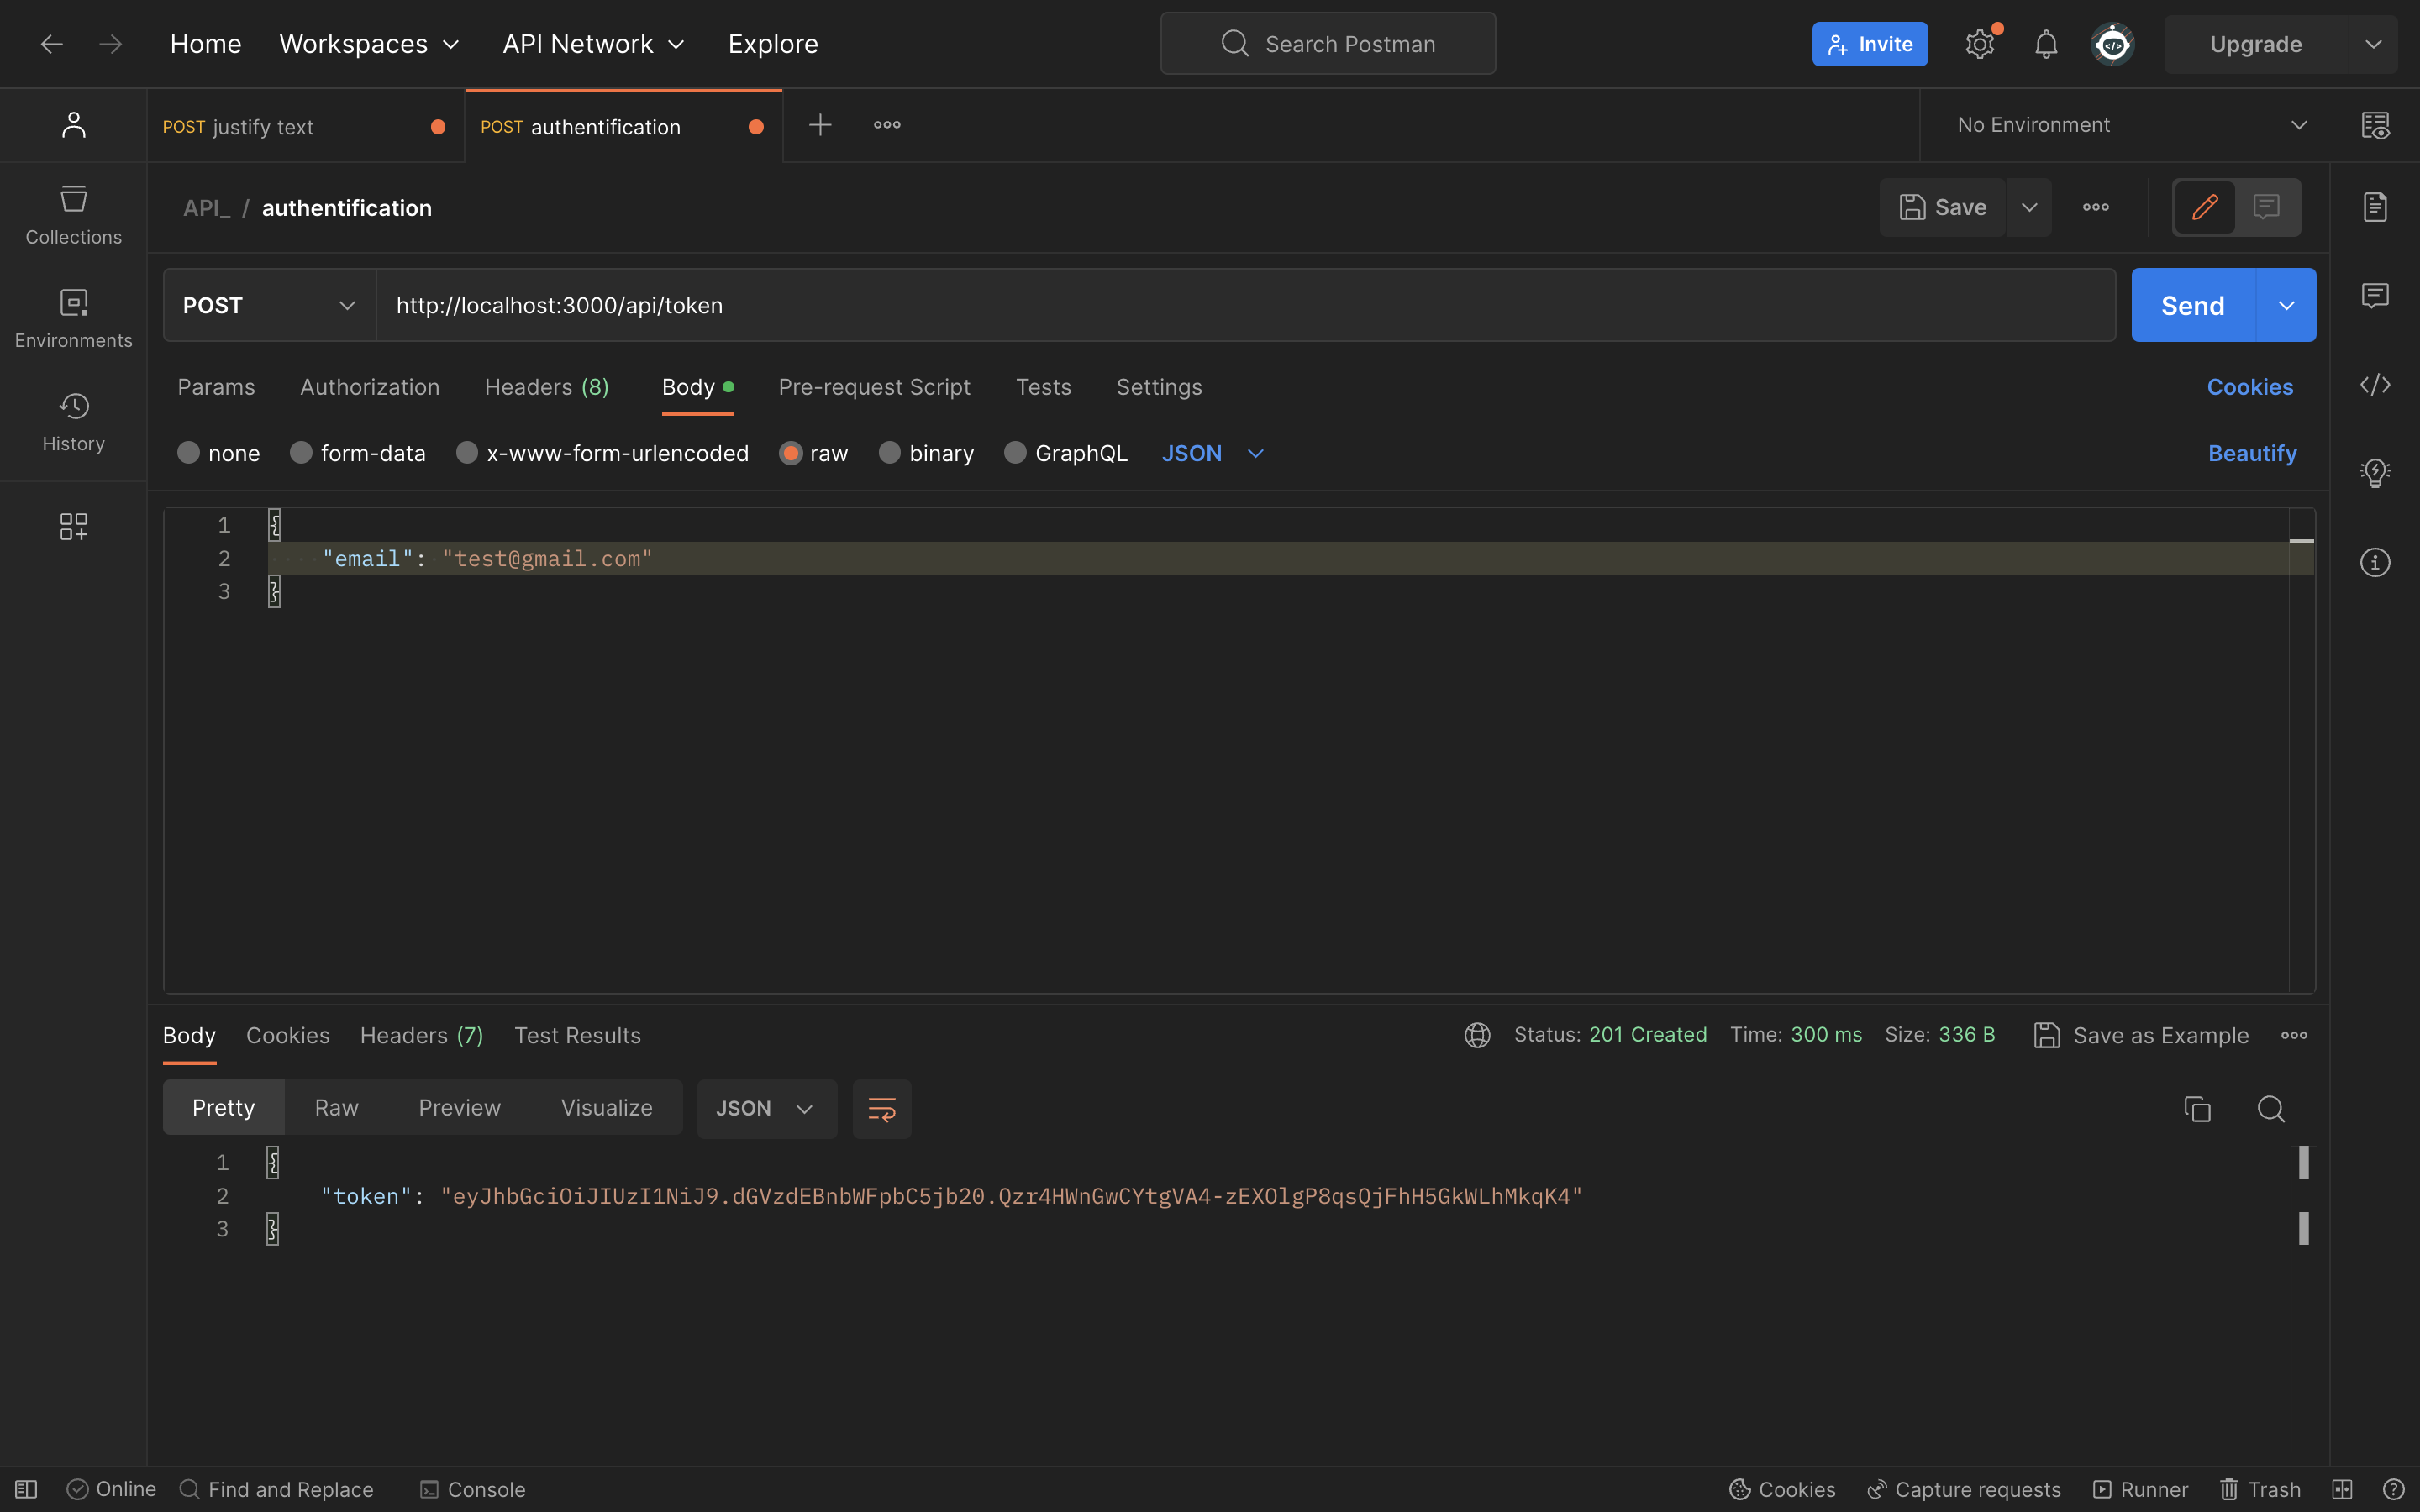 Home Workspaces API Network Explore Search Postman Invite Upgrade
POST justify text POST authentification No Environment
API_ / authentification Save
Collections
Environments
History
POST http://localhost:3000/api/token Send
Params Authorization Headers (8) Body Pre-request Script Tests Settings Cookies
none form-data x-www-form-urlencoded raw binary GraphQL JSON Beautify
1 {
2 "email": "test@gmail.com"
3 }
Body Cookies Headers (7) Test Results Status: 201 Created Time: 300 ms Size: 336 B Save as Example
Pretty Raw Preview Visualize JSON
1 {
2 "token": "eyJhbGciOiJIUzI1NiJ9.dGVzdEBnbWFpbC5jb20.Qzr4HWnGwCYtgVA4-zEXOlgP8qsQjFhH5GkWLhMkqK4"
3 }
Online Find and Replace Console Cookies Capture requests Runner Trash